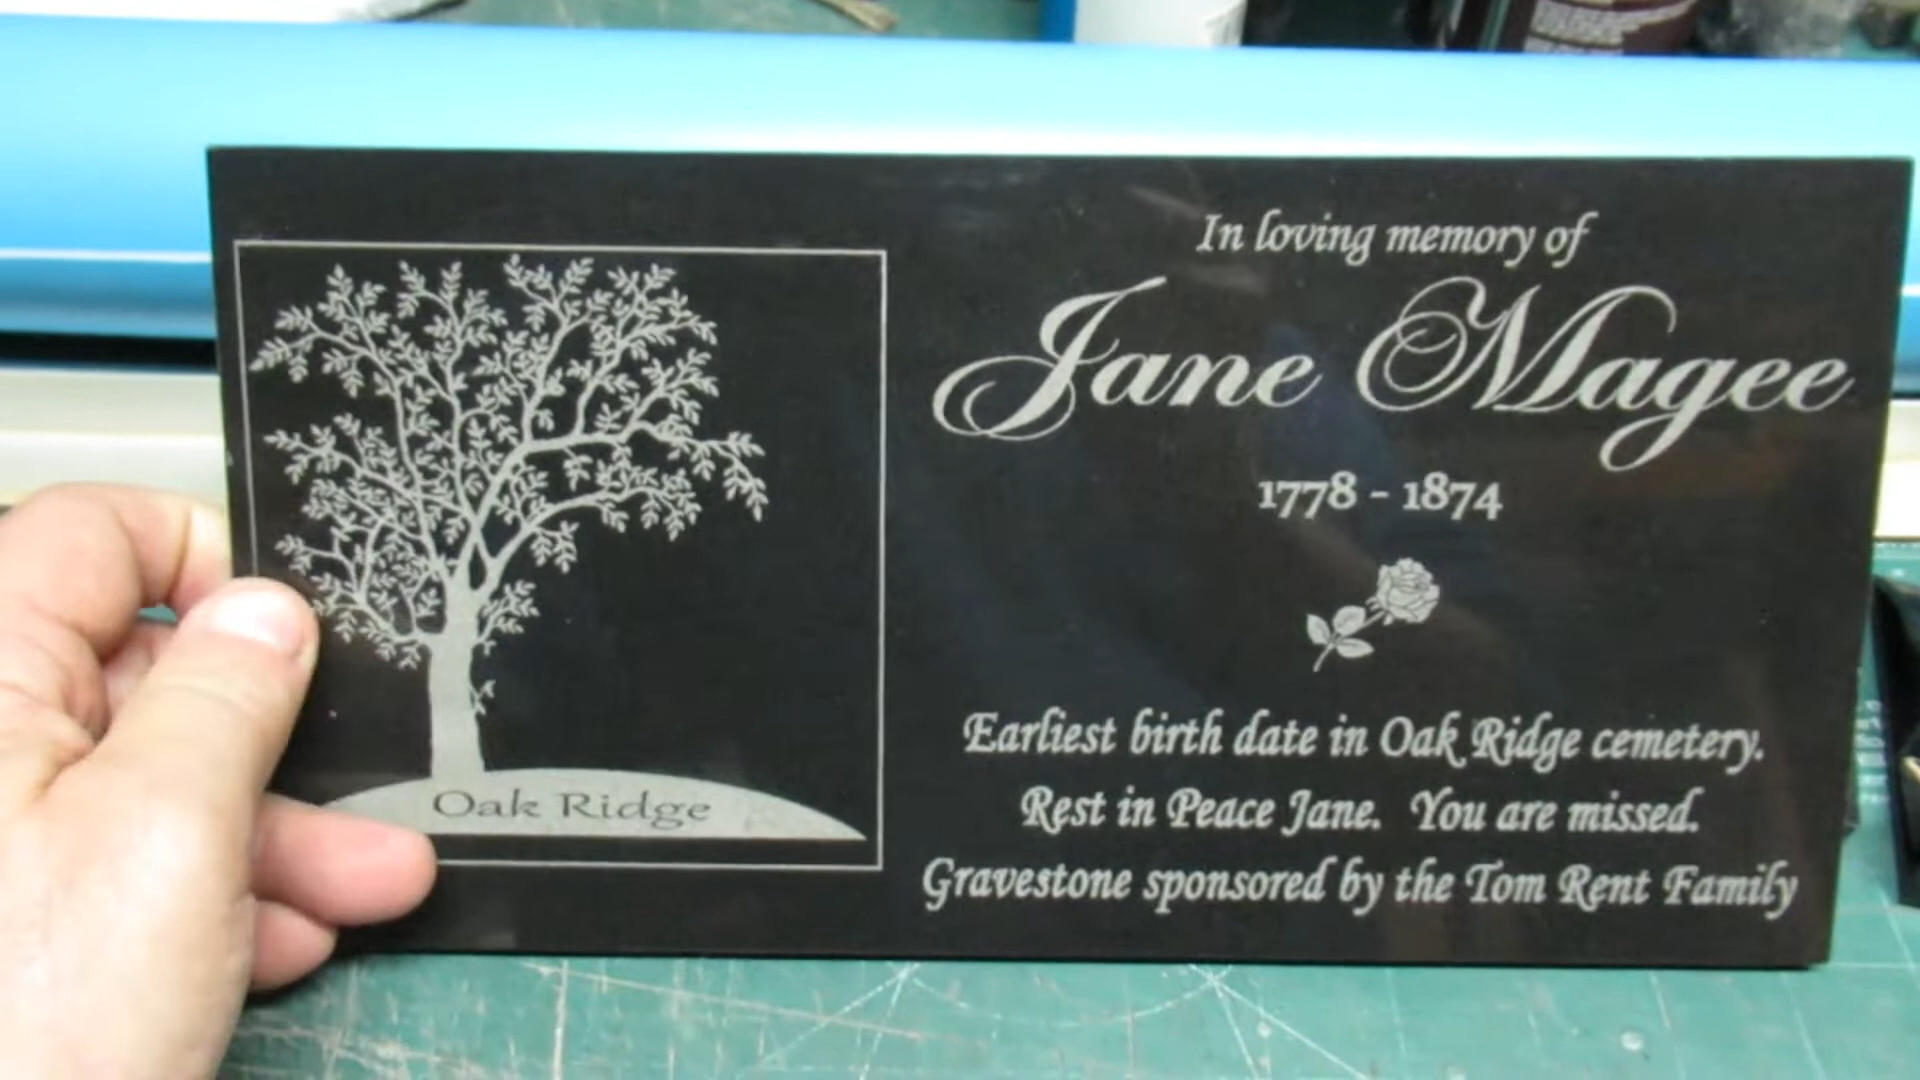 In loving memory of
Jane Magee
1778 - 1874
Earliest birth date in Oak Ridge cemetery.
Rest in Peace Jane. You are missed.
Gravestone sponsored by the Tom Rent Family
Oak Ridge